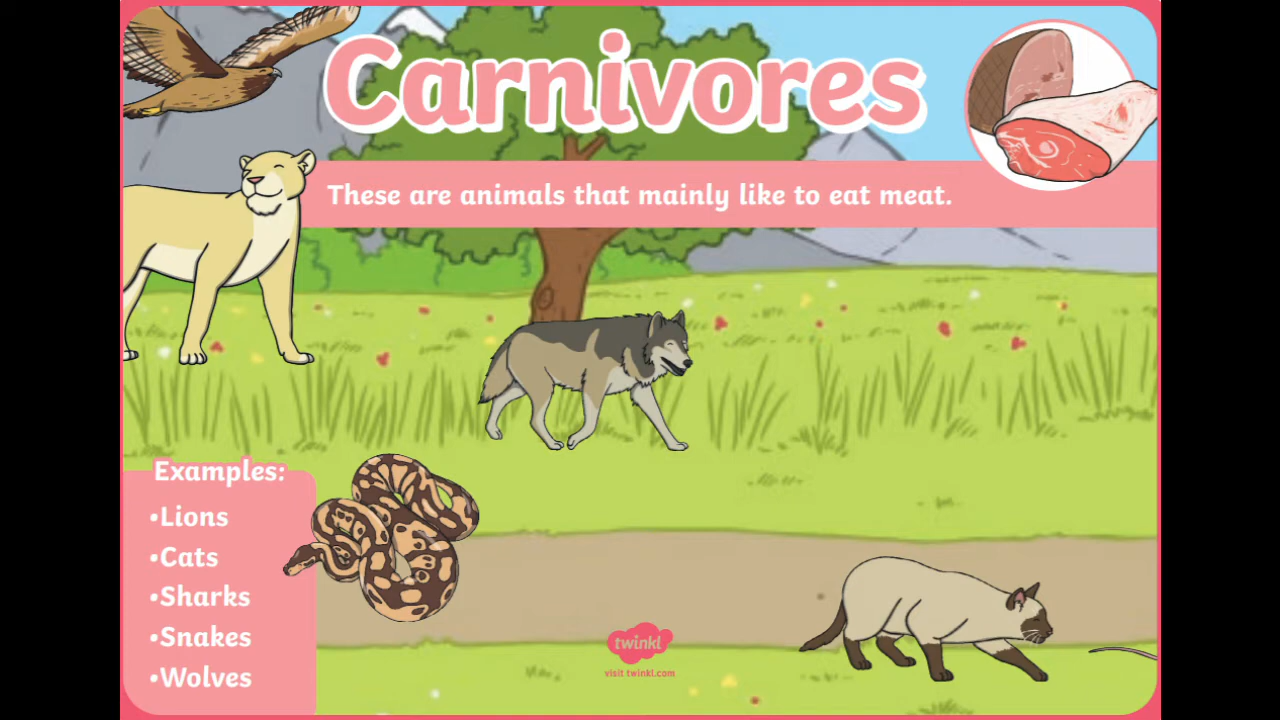 Carnivores
These are animals that mainly like to eat meat.
Examples:
•Lions
•Cats
•Sharks
•Snakes
•Wolves
twinkl
visit twinkl.com